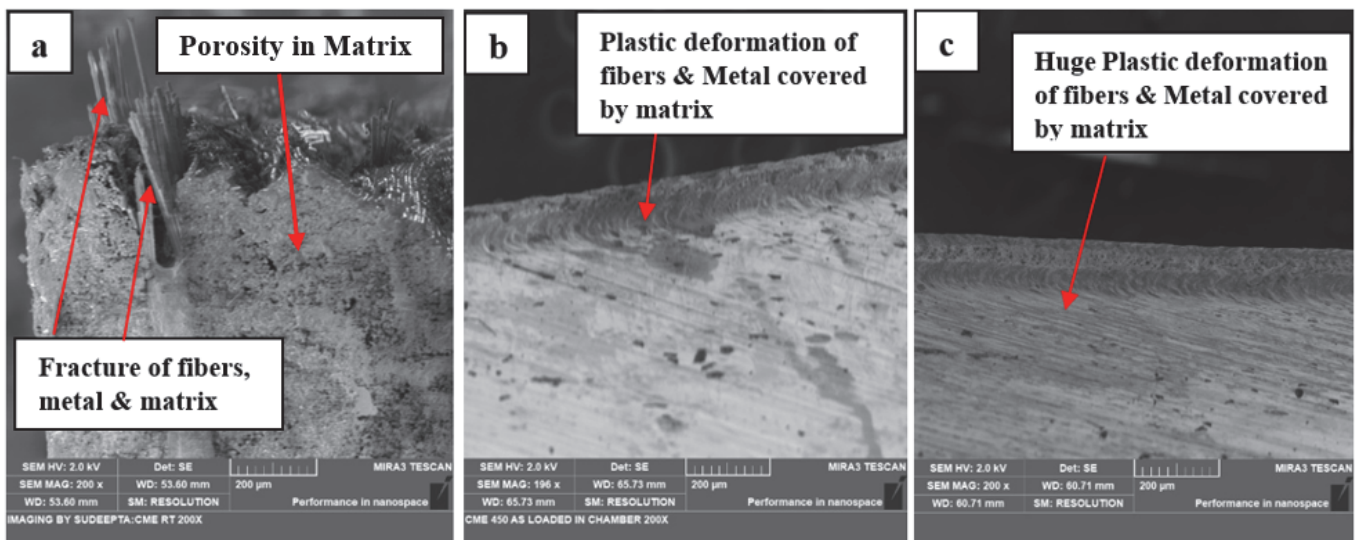 a
Porosity in Matrix
Fracture of fibers,
metal & matrix
SEM HV: 2.0 kV Det: SE MIRA3 TESCAN
SEM MAG: 200 x WD: 53.60 mm 200 µm
WD: 53.60 mm SM: RESOLUTION Performance in nanospace
IMAGING BY SUDEEPTA:CME RT 200X
b
Plastic deformation of
fibers & Metal covered
by matrix
SEM HV: 2.0 kV Det: SE MIRA3 TESCAN
SEM MAG: 196 x WD: 65.73 mm 200 µm
WD: 65.73 mm SM: RESOLUTION Performance in nanospace
CME 450 AS LOADED IN CHAMBER 200X
c
Huge Plastic deformation
of fibers & Metal covered
by matrix
SEM HV: 2.0 kV Det: SE MIRA3 TESCAN
SEM MAG: 200 x WD: 60.71 mm 200 µm
WD: 60.71 mm SM: RESOLUTION Performance in nanospace